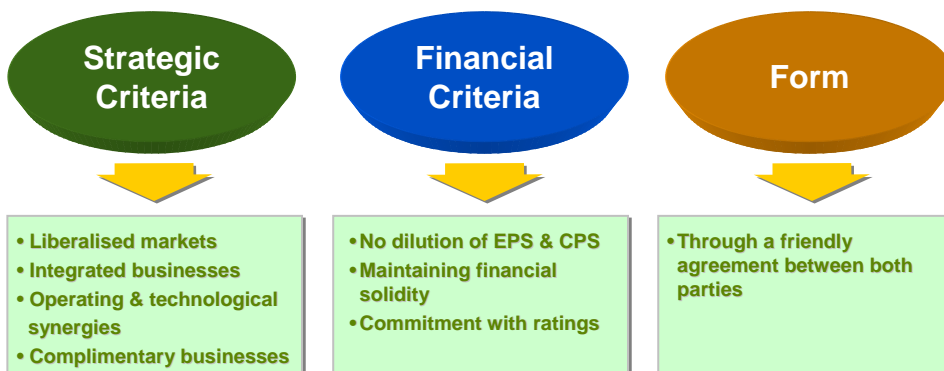 Strategic
Criteria
Financial
Criteria
Form
• Liberalised markets
• Integrated businesses
• Operating & technological
synergies
• Complimentary businesses
• No dilution of EPS & CPS
• Maintaining financial
solidity
• Commitment with ratings
• Through a friendly
agreement between both
parties